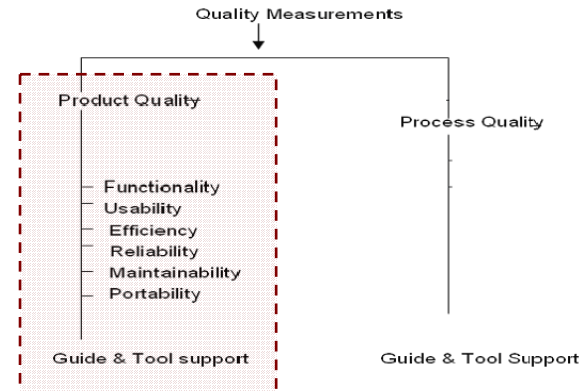 Quality Measurements
Product Quality
Process Quality
Functionality
Usability
Efficiency
Reliability
Maintainability
Portability
Guide & Tool support
Guide & Tool Support